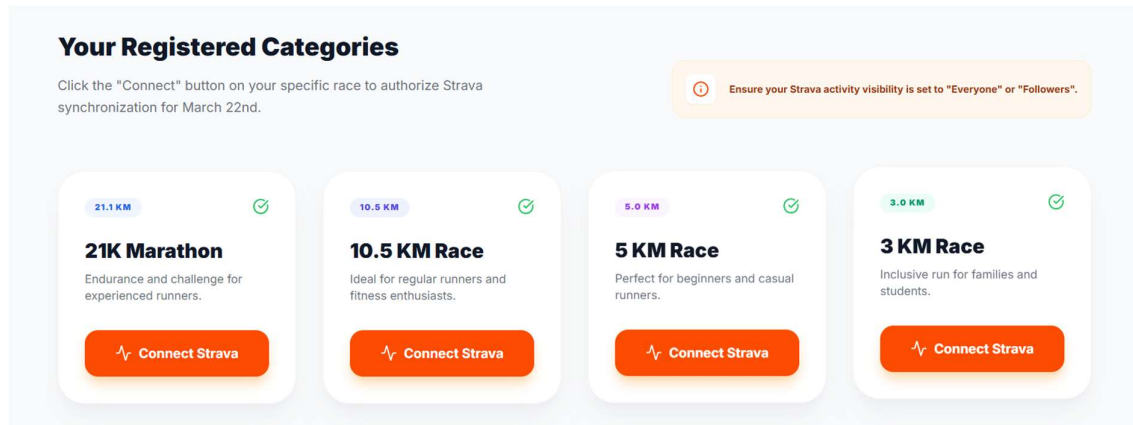 Your Registered Categories
Click the "Connect" button on your specific race to authorize Strava
synchronization for March 22nd.
Ensure your Strava activity visibility is set to "Everyone" or "Followers".
21.1 KM
21K Marathon
Endurance and challenge for
experienced runners.
Connect Strava
10.5 KM
10.5 KM Race
Ideal for regular runners and
fitness enthusiasts.
Connect Strava
5.0 KM
5 KM Race
Perfect for beginners and casual
runners.
Connect Strava
3.0 KM
3 KM Race
Inclusive run for families and
students.
Connect Strava